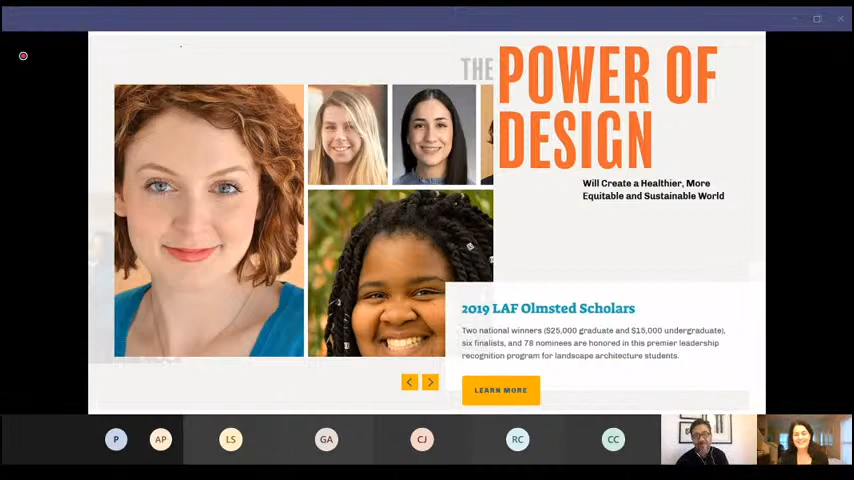 THE
POWER OF
DESIGN
Will Create a Healthier, More
Equitable and Sustainable World
2019 LAF Olmsted Scholars
Two national winners ($25,000 graduate and $15,000 undergraduate),
six finalists, and 78 nominees are honored in this premier leadership
recognition program for landscape architecture students.
LEARN MORE
P AP LS GA CJ RC CC